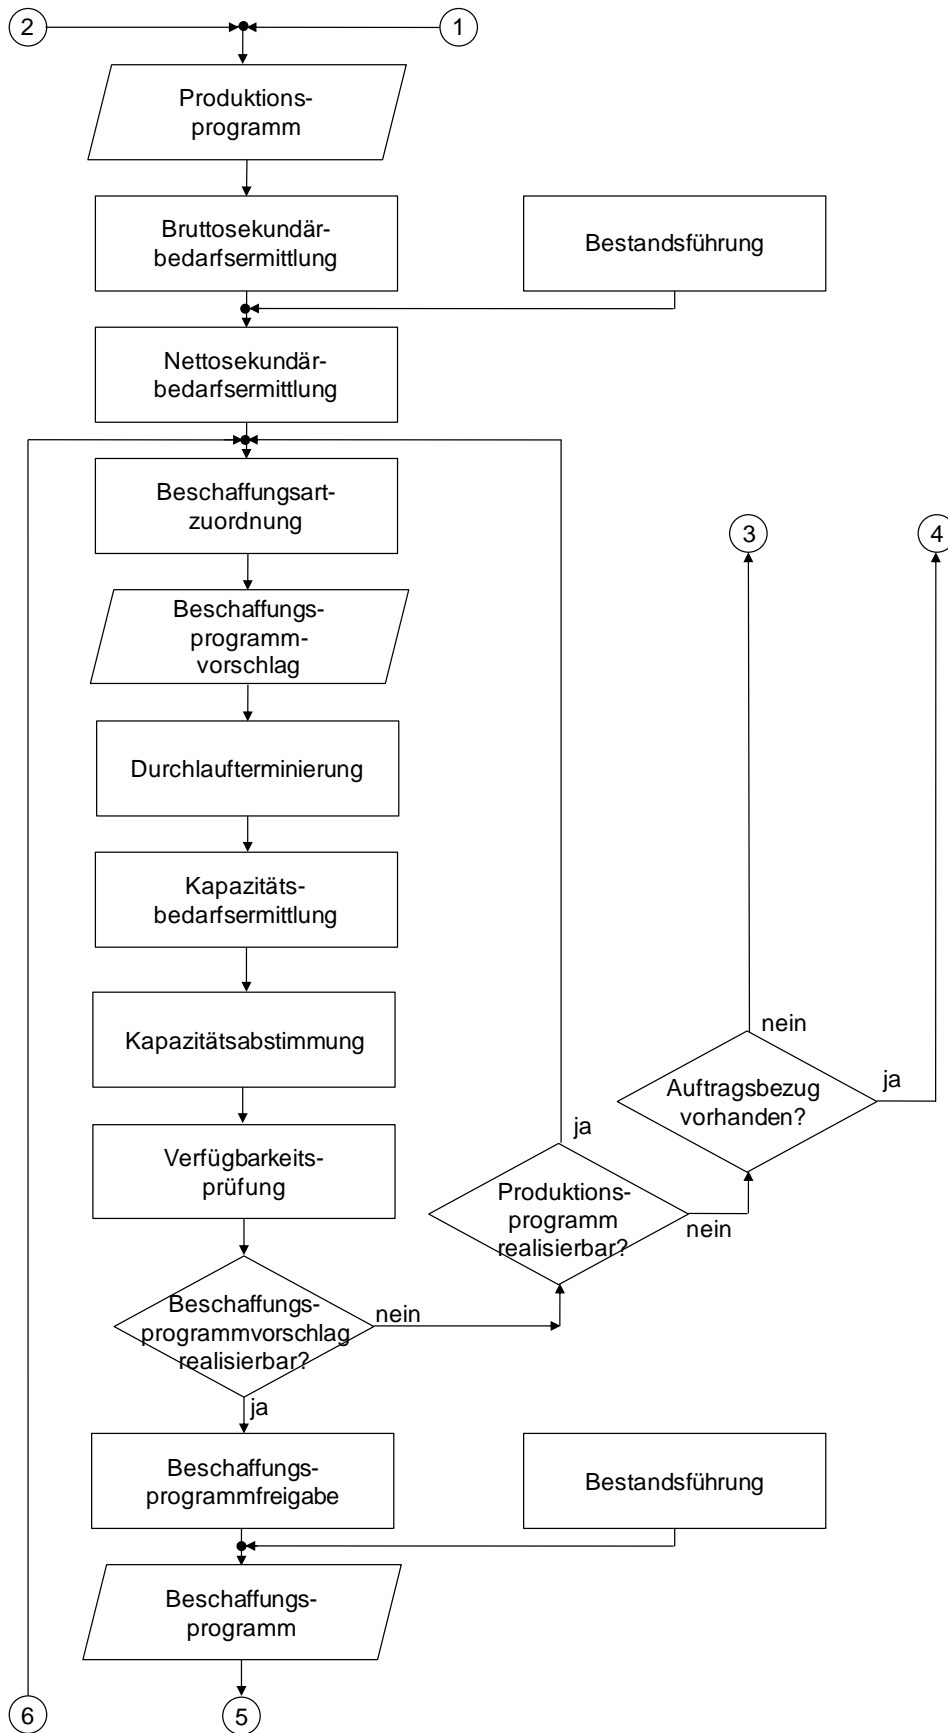 2
1
Produktions-
programm
Bruttosekundär-
bedarfsermittlung
Bestandsführung
Nettosekundär-
bedarfsermittlung
Beschaffungsart-
zuordnung
3
4
Beschaffungs-
programm-
vorschlag
Durchlaufterminierung
Kapazitäts-
bedarfsermittlung
Kapazitätsabstimmung
nein
Auftragsbezug
vorhanden?
ja
Verfügbarkeits-
prüfung
ja
Produktions-
programm
realisierbar?
nein
Beschaffungs-
programmvorschlag
realisierbar?
nein
ja
Beschaffungs-
programmfreigabe
Bestandsführung
Beschaffungs-
programm
6
5